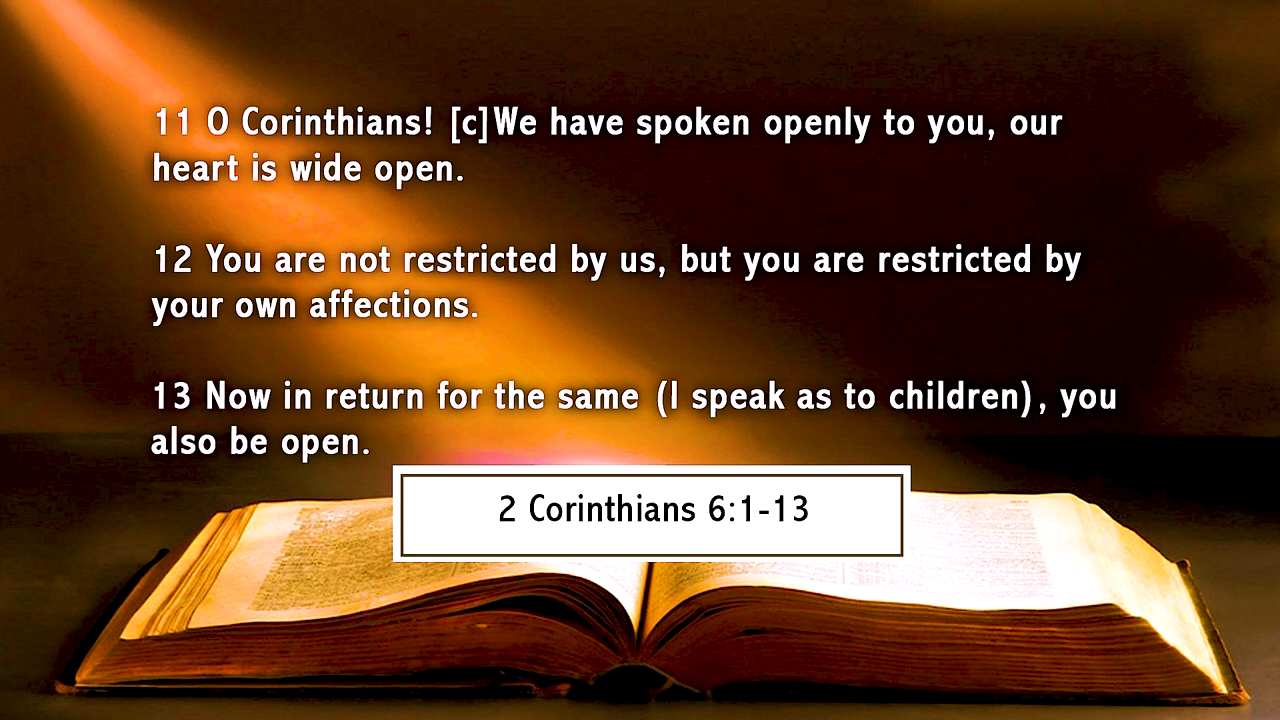 11 O Corinthians! [c]We have spoken openly to you, our
heart is wide open.
12 You are not restricted by us, but you are restricted by
your own affections.
13 Now in return for the same (I speak as to children), you
also be open.
2 Corinthians 6:1-13